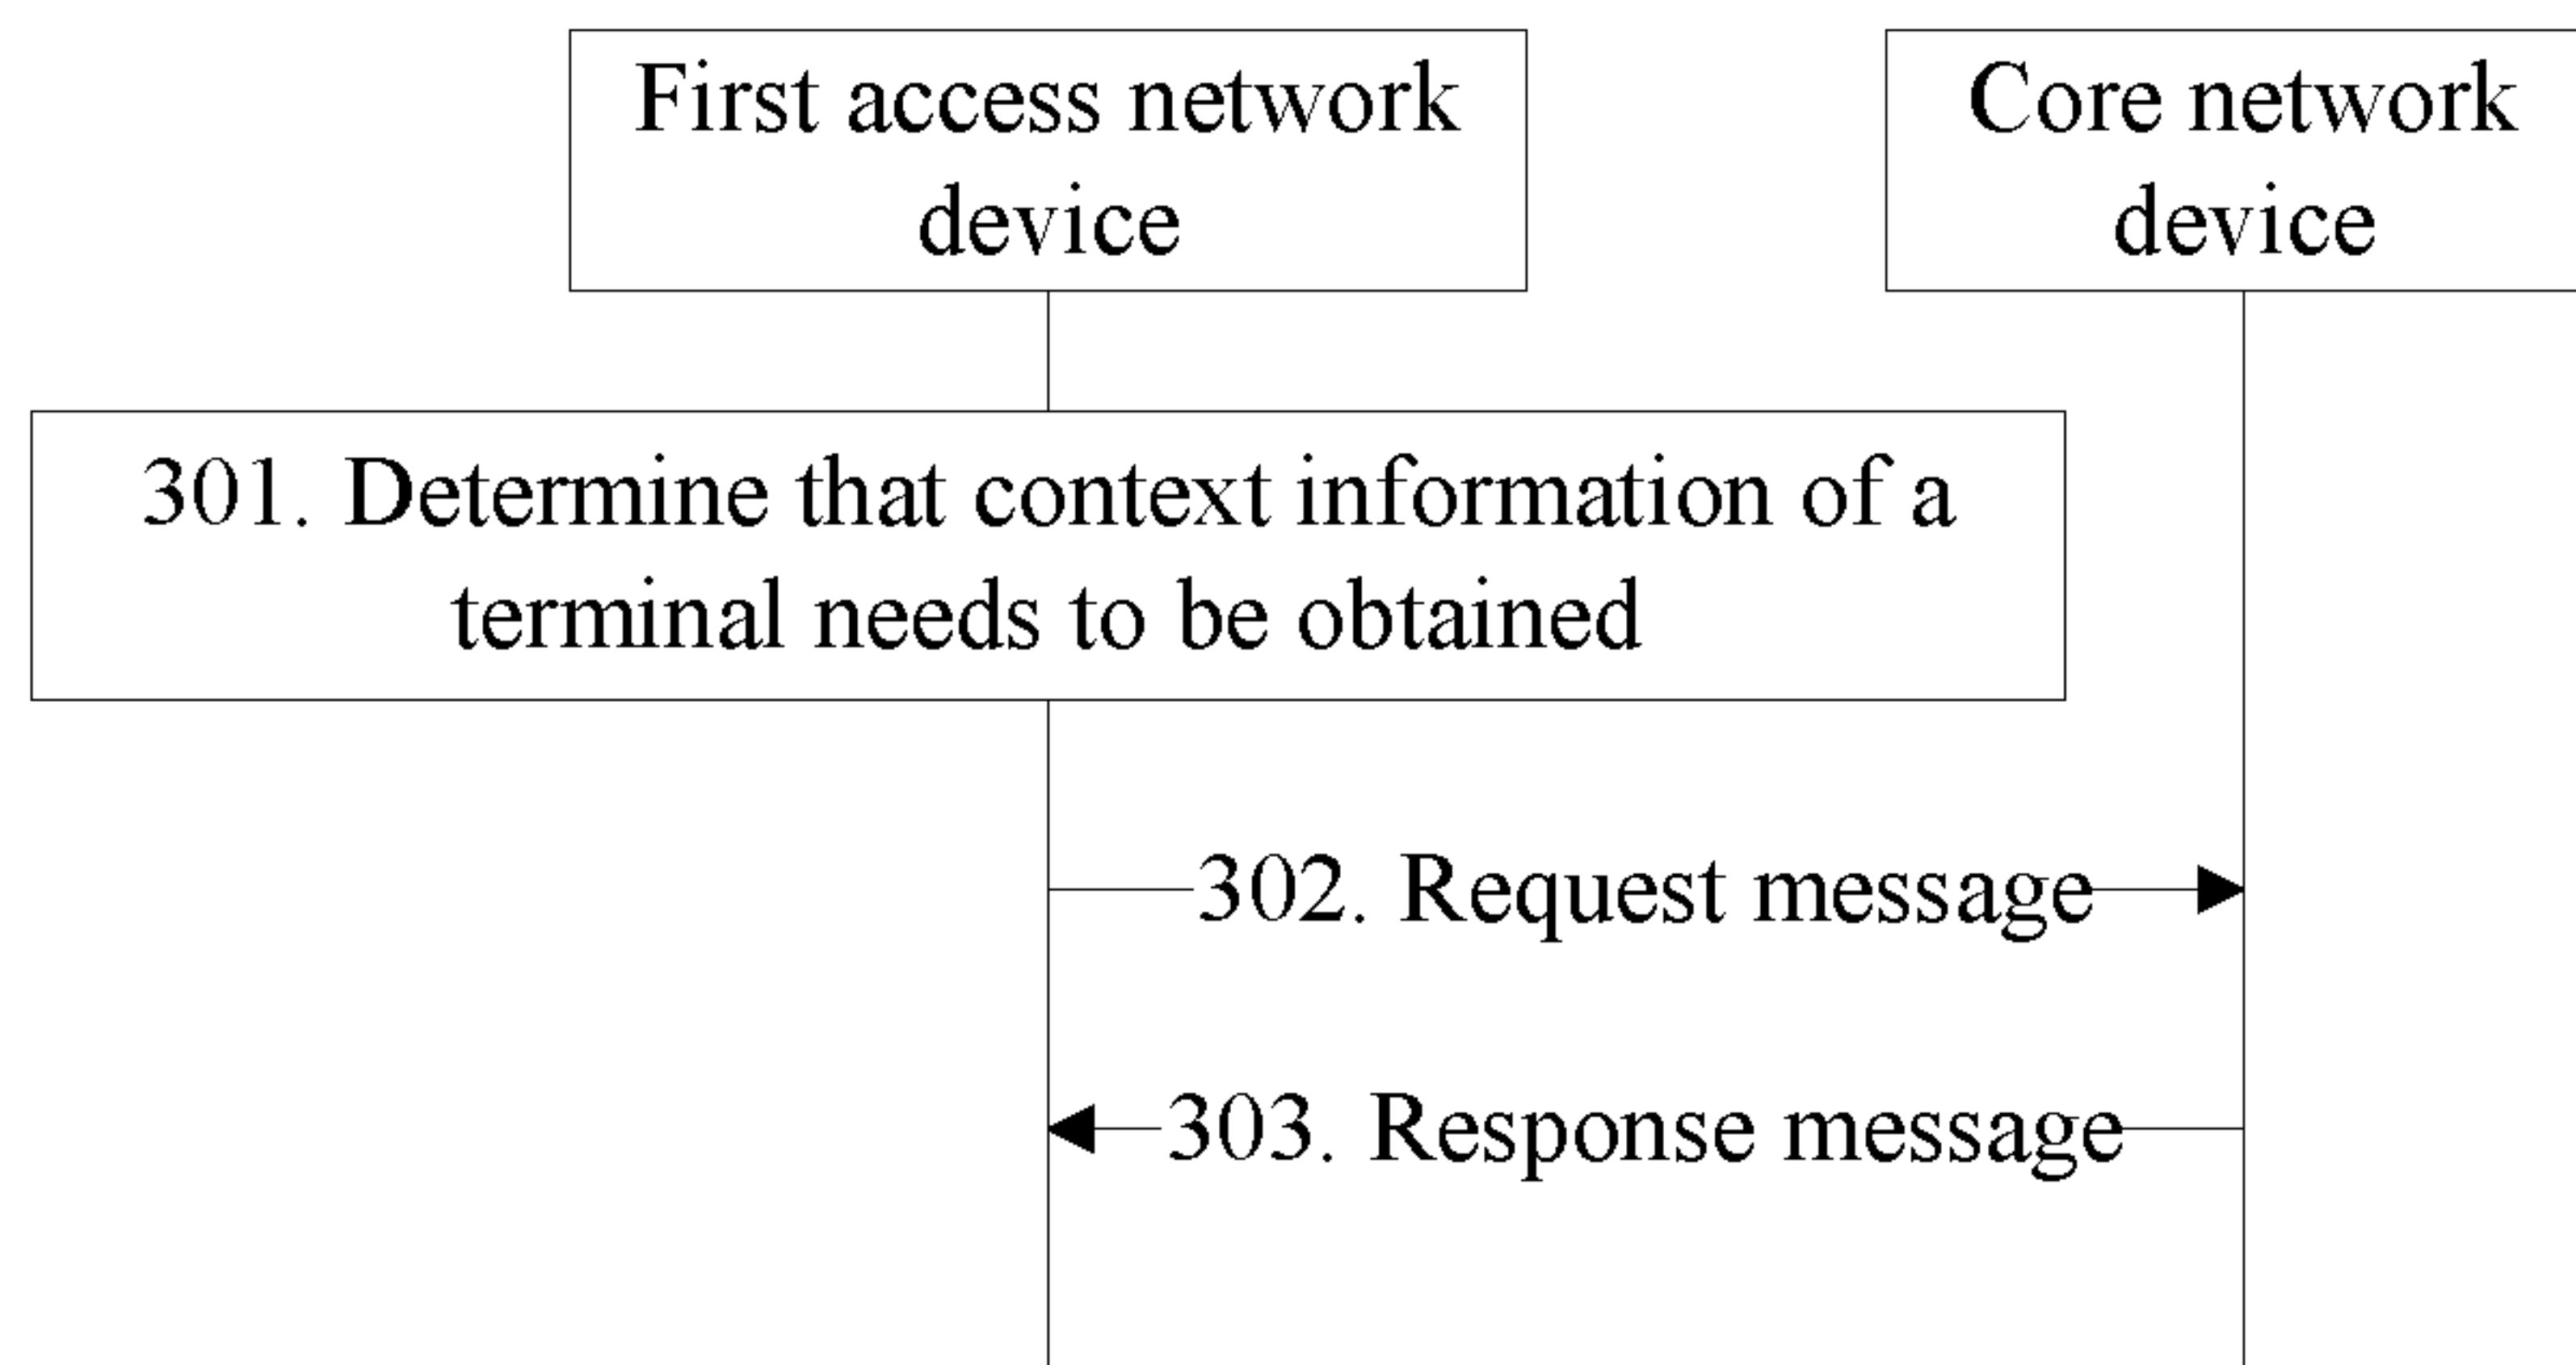 First access network
device
Core network
device
301. Determine that context information of a
terminal needs to be obtained
302. Request message
303. Response message